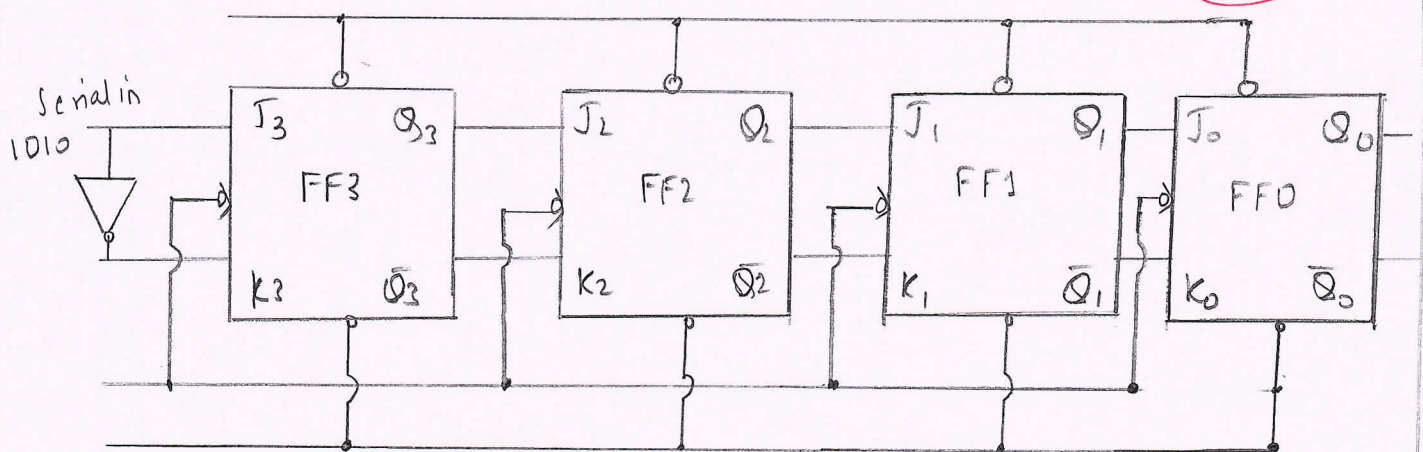 Serial in
1010
J3 Q3 J2 Q2 J1 Q1 J0 Q0
FF3 FF2 FF1 FF0
K3 Q̄3 K2 Q̄2 K1 Q̄1 K0 Q̄0